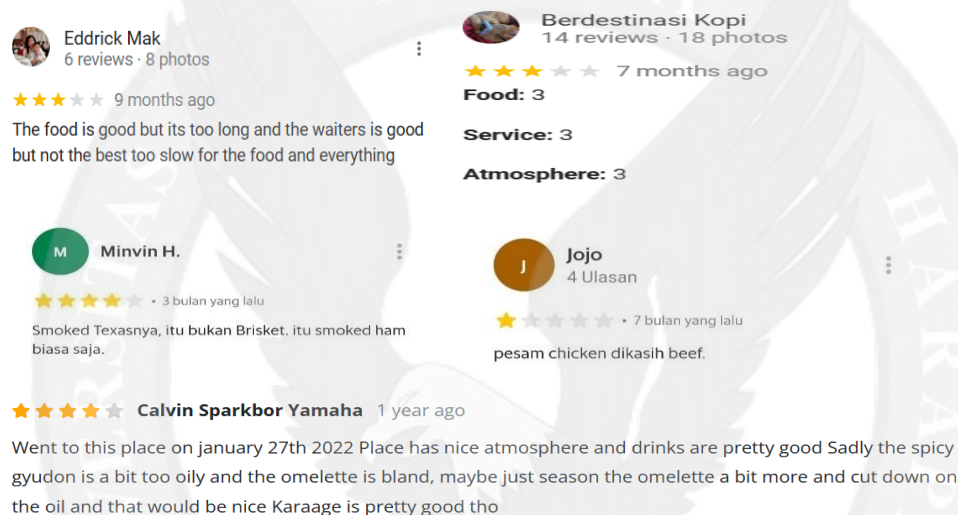 Eddrick Mak
6 reviews · 8 photos
9 months ago
The food is good but its too long and the waiters is good
but not the best too slow for the food and everything
Berdestinasi Kopi
14 reviews · 18 photos
7 months ago
Food: 3
Service: 3
Atmosphere: 3
M
Minvin H.
• 3 bulan yang lalu
Smoked Texasnya, itu bukan Brisket. itu smoked ham
biasa saja.
J
Jojo
4 Ulasan
• 7 bulan yang lalu
pesam chicken dikasih beef.
Calvin Sparkbor Yamaha 1 year ago
Went to this place on january 27th 2022 Place has nice atmosphere and drinks are pretty good Sadly the spicy
gyudon is a bit too oily and the omelette is bland, maybe just season the omelette a bit more and cut down on
the oil and that would be nice Karaage is pretty good tho